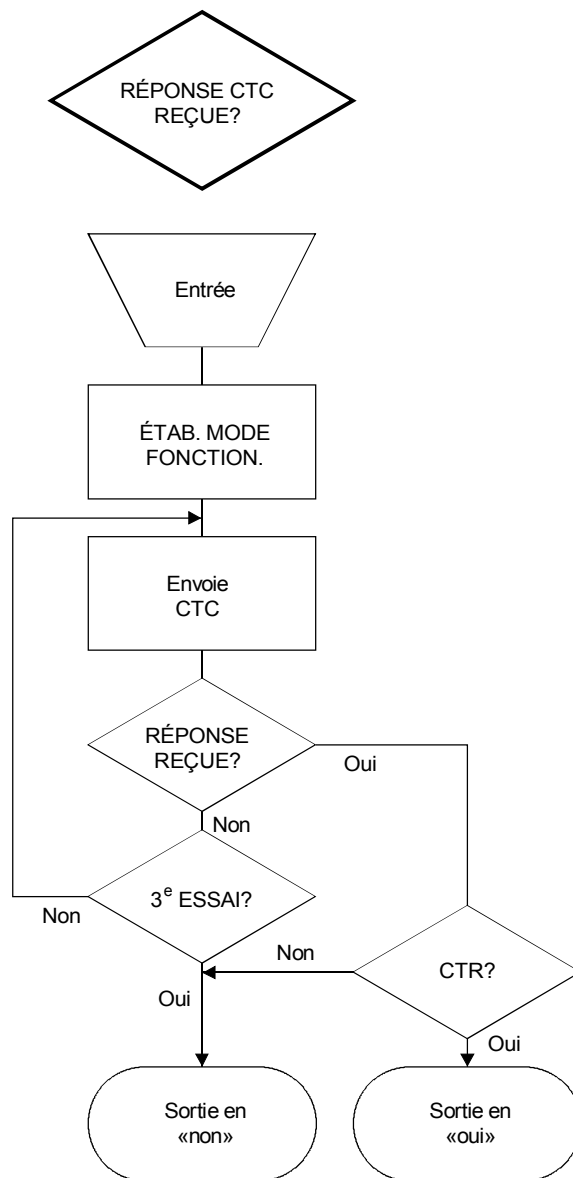 RÉPONSE CTC
REÇUE?
Entrée
ÉTAB. MODE
FONCTION.
Envoie
CTC
RÉPONSE
REÇUE?
Oui
Non
3e ESSAI?
Non
Non
CTR?
Oui
Oui
Sortie en
«non»
Sortie en
«oui»